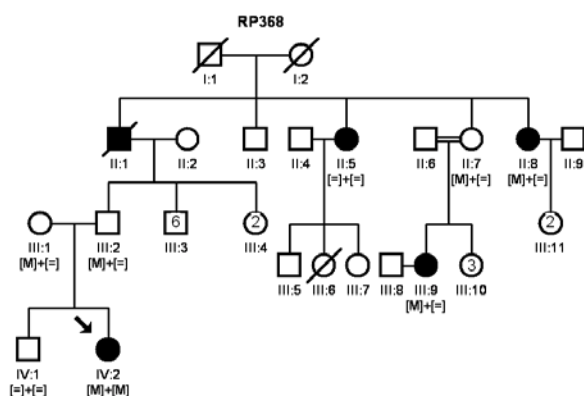 RP368
I:1 I:2
II:1 II:2 II:3 II:4 II:5 II:6 II:7 II:8 II:9
[=]+[=] [M]+[=] [M]+[=]
6 2 3 2
III:1 III:2 III:3 III:4 III:5 III:6 III:7 III:8 III:9 III:10 III:11
[M]+[=] [M]+[=] [M]+[=]
IV:1 IV:2
[=]+[=] [M]+[M]